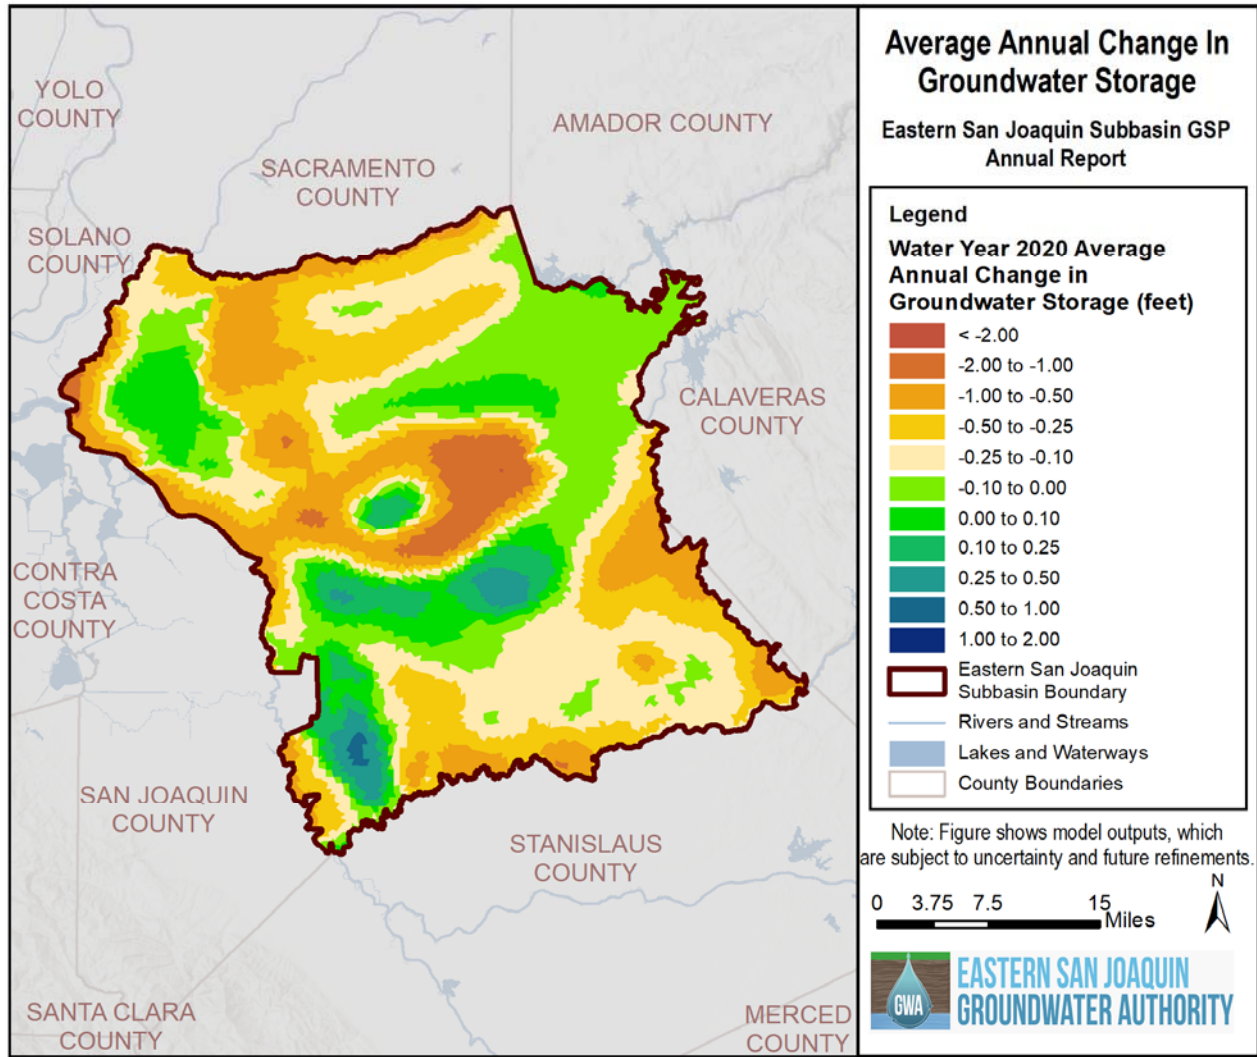 YOLO
COUNTY
AMADOR COUNTY
SACRAMENTO
COUNTY
SOLANO
COUNTY
CALAVERAS
COUNTY
CONTRA
COSTA
COUNTY
SAN JOAQUIN
COUNTY
STANISLAUS
COUNTY
SANTA CLARA
COUNTY
MERCED
COUNTY
Average Annual Change In
Groundwater Storage
Eastern San Joaquin Subbasin GSP
Annual Report
Legend
Water Year 2020 Average
Annual Change in
Groundwater Storage (feet)
< -2.00
-2.00 to -1.00
-1.00 to -0.50
-0.50 to -0.25
-0.25 to -0.10
-0.10 to 0.00
0.00 to 0.10
0.10 to 0.25
0.25 to 0.50
0.50 to 1.00
1.00 to 2.00
Eastern San Joaquin
Subbasin Boundary
Rivers and Streams
Lakes and Waterways
County Boundaries
Note: Figure shows model outputs, which
are subject to uncertainty and future refinements.
N
0 3.75 7.5 15
Miles
GWA
EASTERN SAN JOAQUIN
GROUNDWATER AUTHORITY